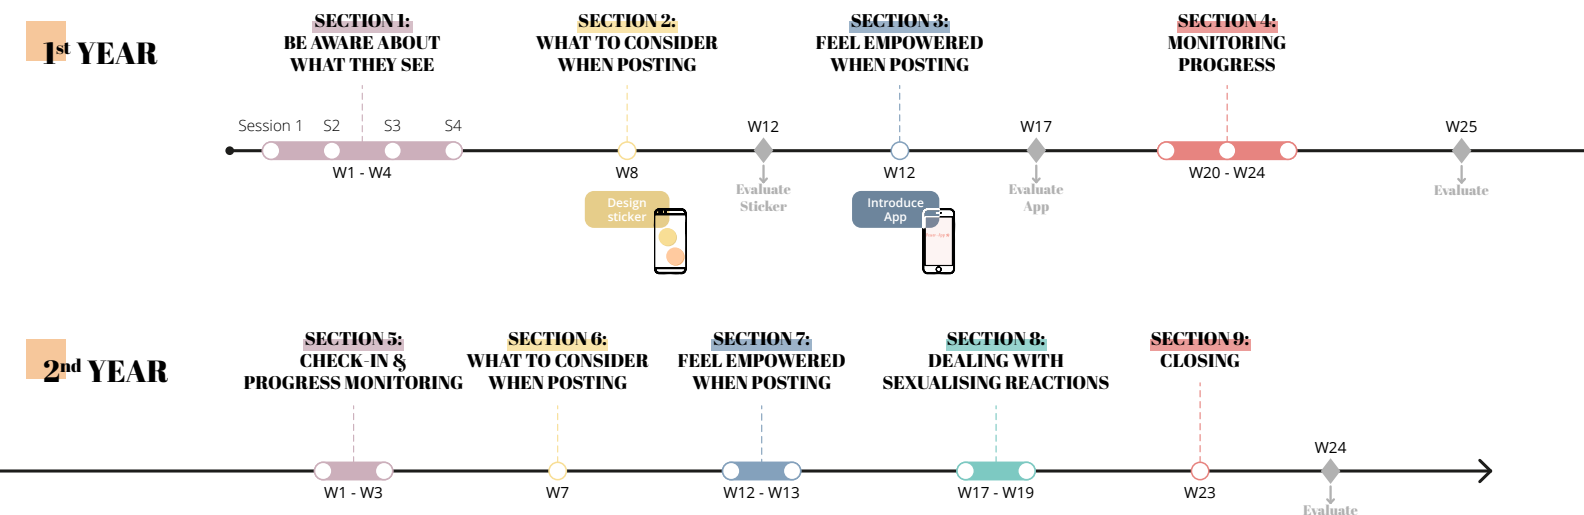 1st YEAR
SECTION 1:
BE AWARE ABOUT
WHAT THEY SEE
SECTION 2:
WHAT TO CONSIDER
WHEN POSTING
SECTION 3:
FEEL EMPOWERED
WHEN POSTING
SECTION 4:
MONITORING
PROGRESS
Session 1 S2 S3 S4
W12
W17
W25
W1 - W4
W8
W12
W20 - W24
Design
sticker
Evaluate
Sticker
Introduce
App
Evaluate
App
Evaluate
2nd YEAR
SECTION 5:
CHECK-IN &
PROGRESS MONITORING
SECTION 6:
WHAT TO CONSIDER
WHEN POSTING
SECTION 7:
FEEL EMPOWERED
WHEN POSTING
SECTION 8:
DEALING WITH
SEXUALISING REACTIONS
SECTION 9:
CLOSING
W24
W1 - W3
W7
W12 - W13
W17 - W19
W23
Evaluate